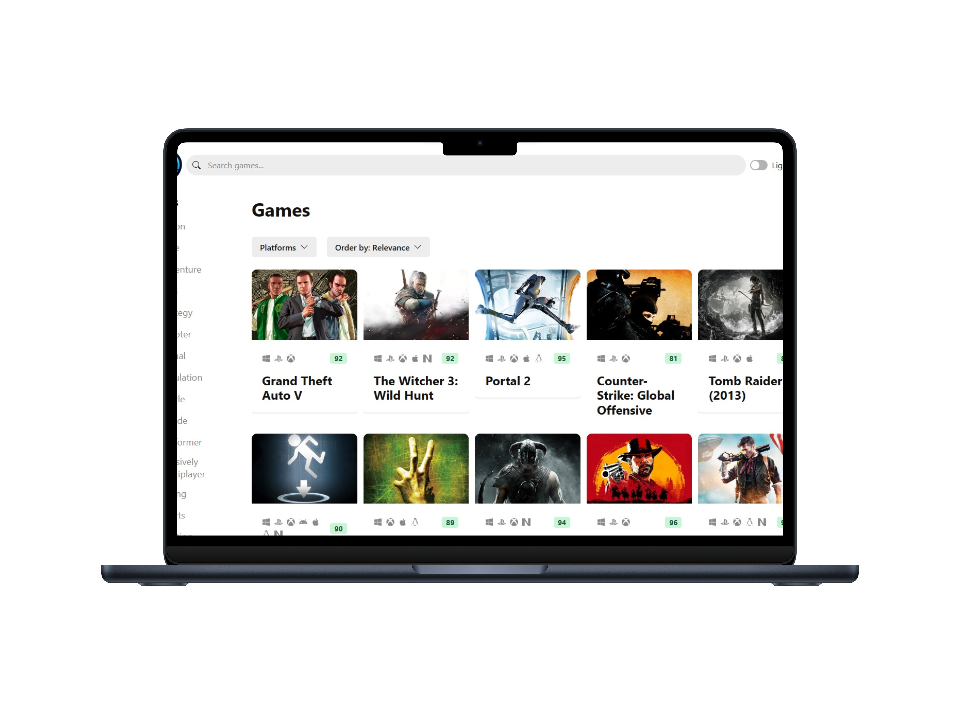 Search games...
Lig
s
on
e
enture
tegy
oter
al
ulation
le
de
ormer
sively
iplayer
ng
ts
Games
Platforms
Order by: Relevance
92
92
95
81
Grand Theft
Auto V
The Witcher 3:
Wild Hunt
Portal 2
Counter-
Strike: Global
Offensive
Tomb Raider
(2013)
90
89
94
96